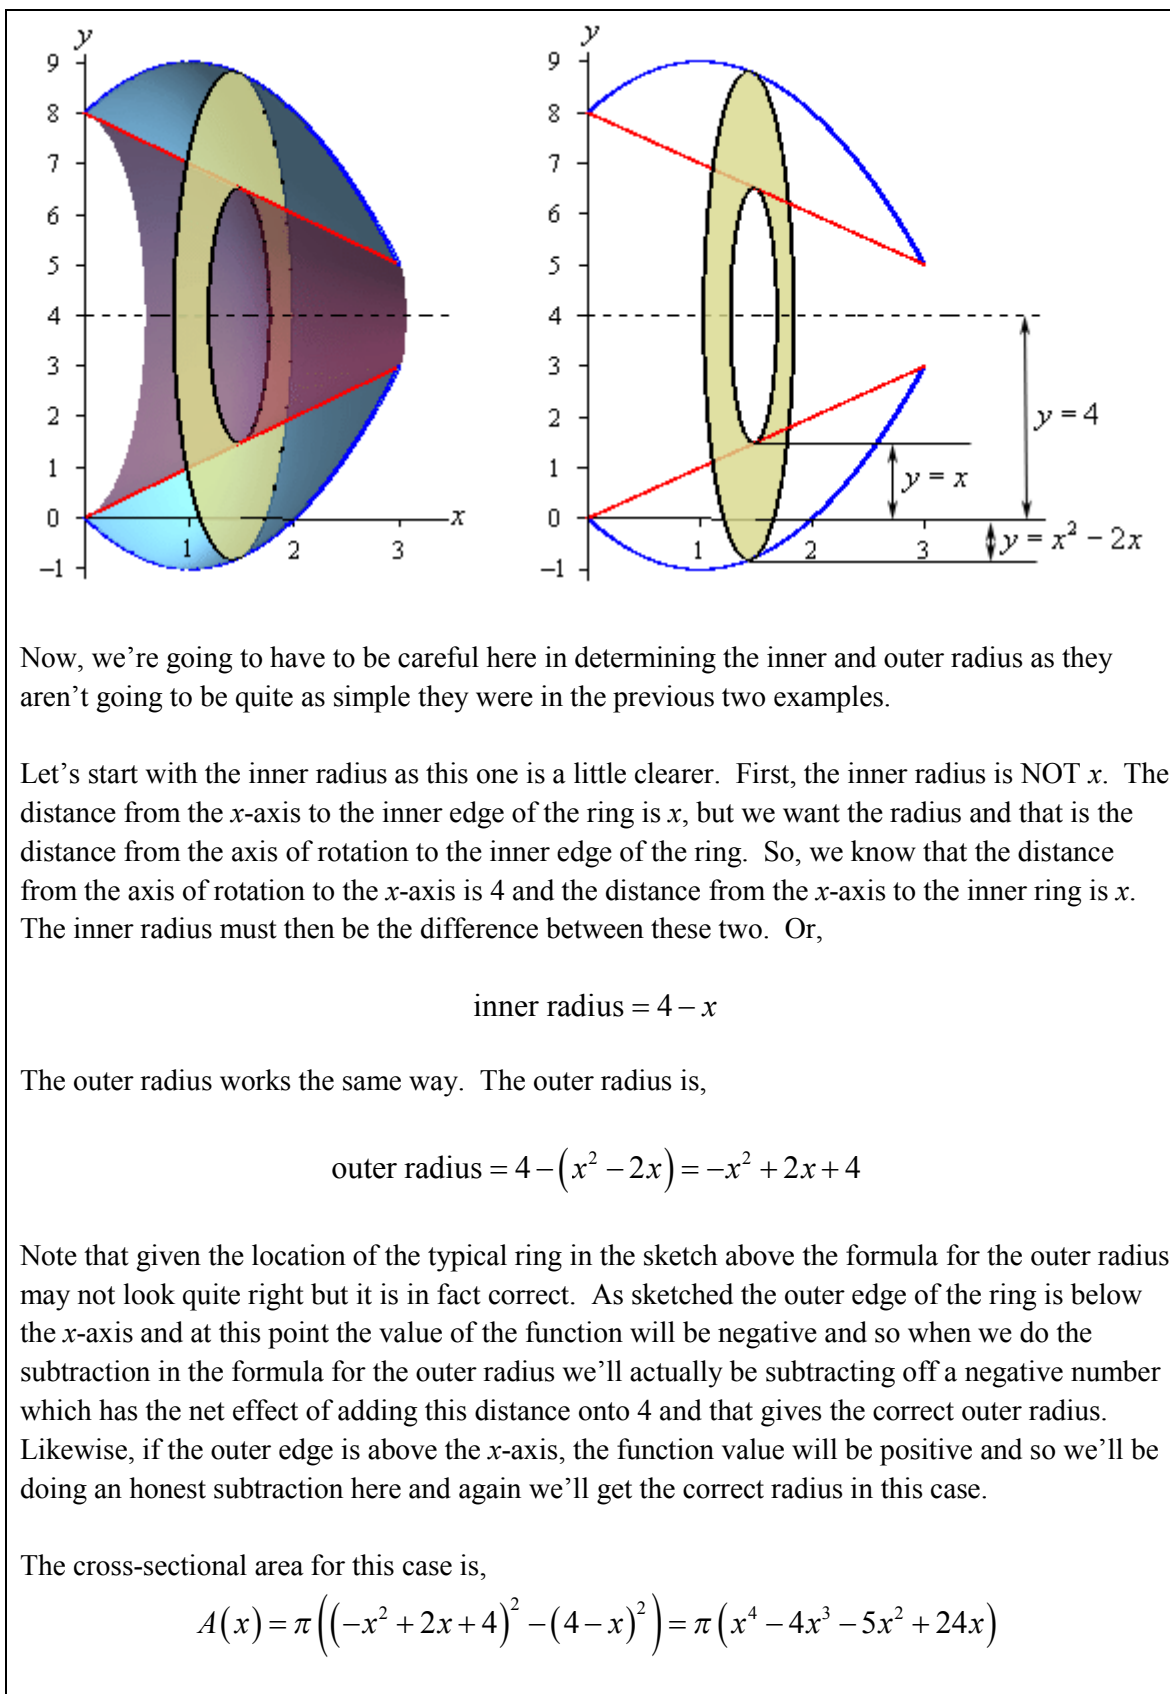 y
9
8
7
6
5
4
3
2
1
0
–1
1
2
3
x
y
9
8
7
6
5
4
3
2
1
0
–1
1
2
3
y = 4
y = x
y = x² − 2x
Now, we’re going to have to be careful here in determining the inner and outer radius as they
aren’t going to be quite as simple they were in the previous two examples.
Let’s start with the inner radius as this one is a little clearer. First, the inner radius is NOT x. The
distance from the x-axis to the inner edge of the ring is x, but we want the radius and that is the
distance from the axis of rotation to the inner edge of the ring. So, we know that the distance
from the axis of rotation to the x-axis is 4 and the distance from the x-axis to the inner ring is x.
The inner radius must then be the difference between these two. Or,
inner radius = 4 − x
The outer radius works the same way. The outer radius is,
outer radius = 4 − (x² − 2x) = −x² + 2x + 4
Note that given the location of the typical ring in the sketch above the formula for the outer radius
may not look quite right but it is in fact correct. As sketched the outer edge of the ring is below
the x-axis and at this point the value of the function will be negative and so when we do the
subtraction in the formula for the outer radius we’ll actually be subtracting off a negative number
which has the net effect of adding this distance onto 4 and that gives the correct outer radius.
Likewise, if the outer edge is above the x-axis, the function value will be positive and so we’ll be
doing an honest subtraction here and again we’ll get the correct radius in this case.
The cross-sectional area for this case is,
A(x) = π((−x² + 2x + 4)² − (4 − x)²) = π(x⁴ − 4x³ − 5x² + 24x)